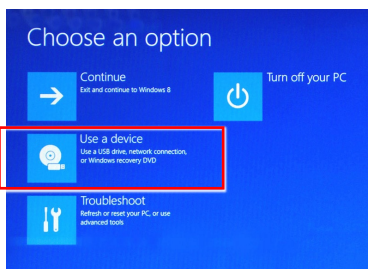 Choose an option
Continue
Exit and continue to Windows 8
Turn off your PC
Use a device
Use a USB drive, network connection,
or Windows recovery DVD
Troubleshoot
Refresh or reset your PC, or use
advanced tools